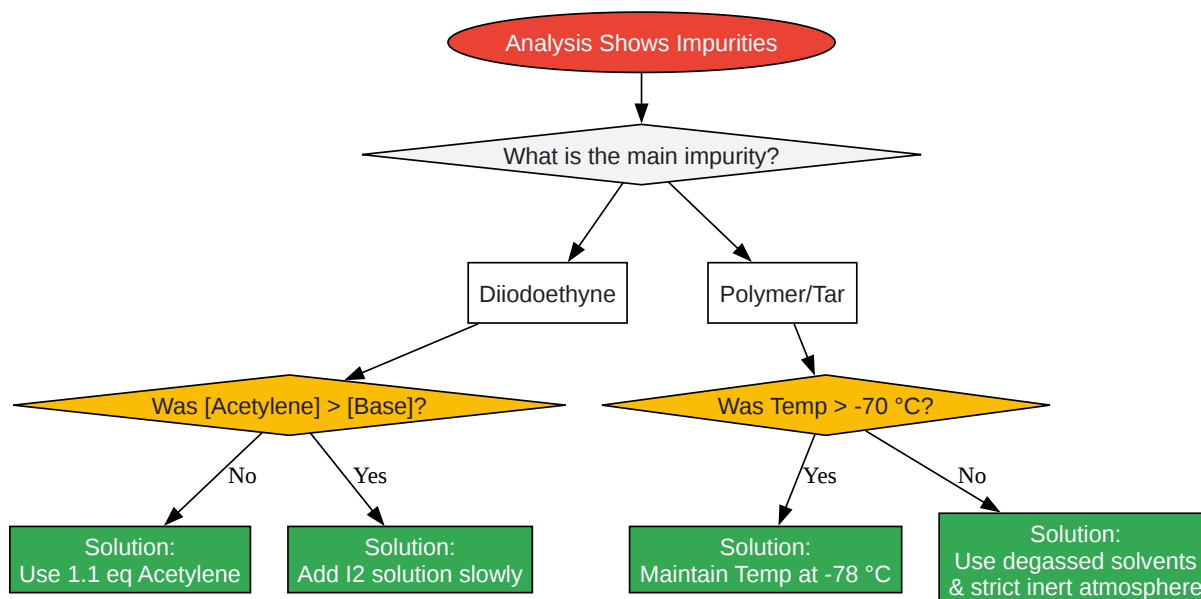 Analysis Shows Impurities
What is the main impurity?
Diiodoethyne
Polymer/Tar
Was [Acetylene] > [Base]?
Was Temp > -70 °C?
No
Yes
Yes
No
Solution:
Use 1.1 eq Acetylene
Solution:
Add I2 solution slowly
Solution:
Maintain Temp at -78 °C
Solution:
Use degassed solvents
& strict inert atmosphere